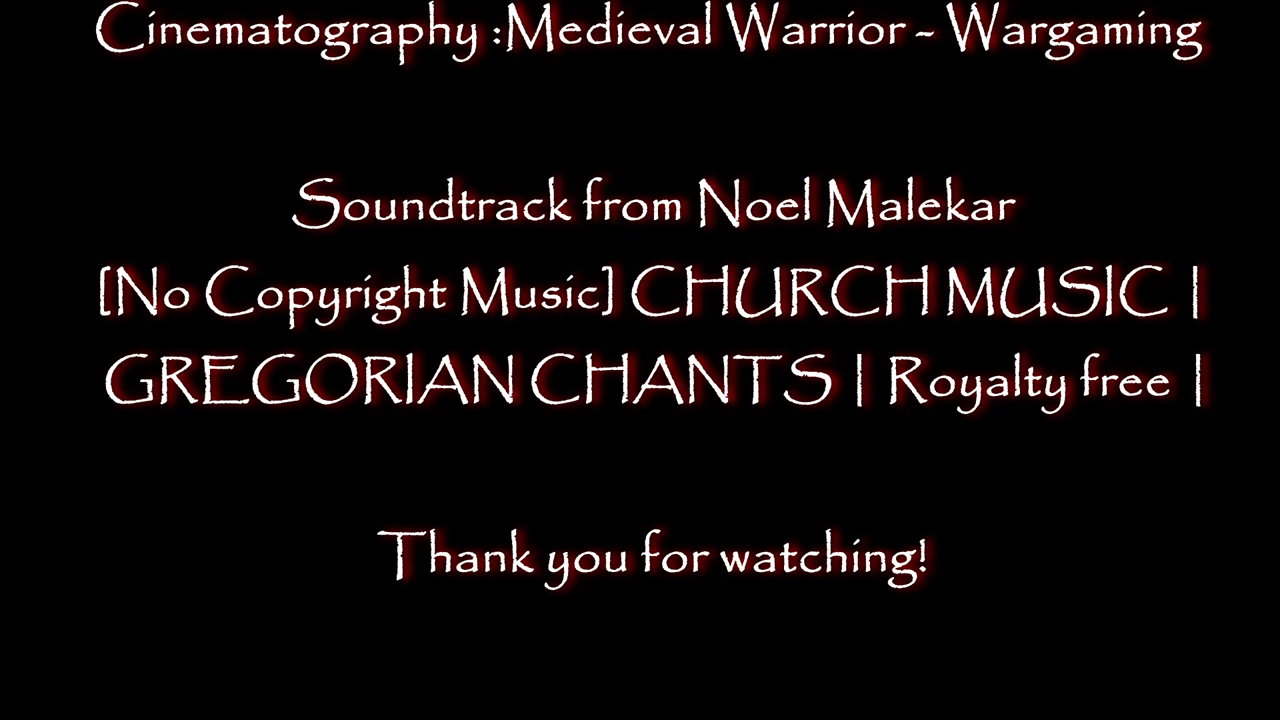 Cinematography :Medieval Warrior - Wargaming
Soundtrack from Noel Malekar
[No Copyright Music] CHURCH MUSIC |
GREGORIAN CHANTS | Royalty free |
Thank you for watching!